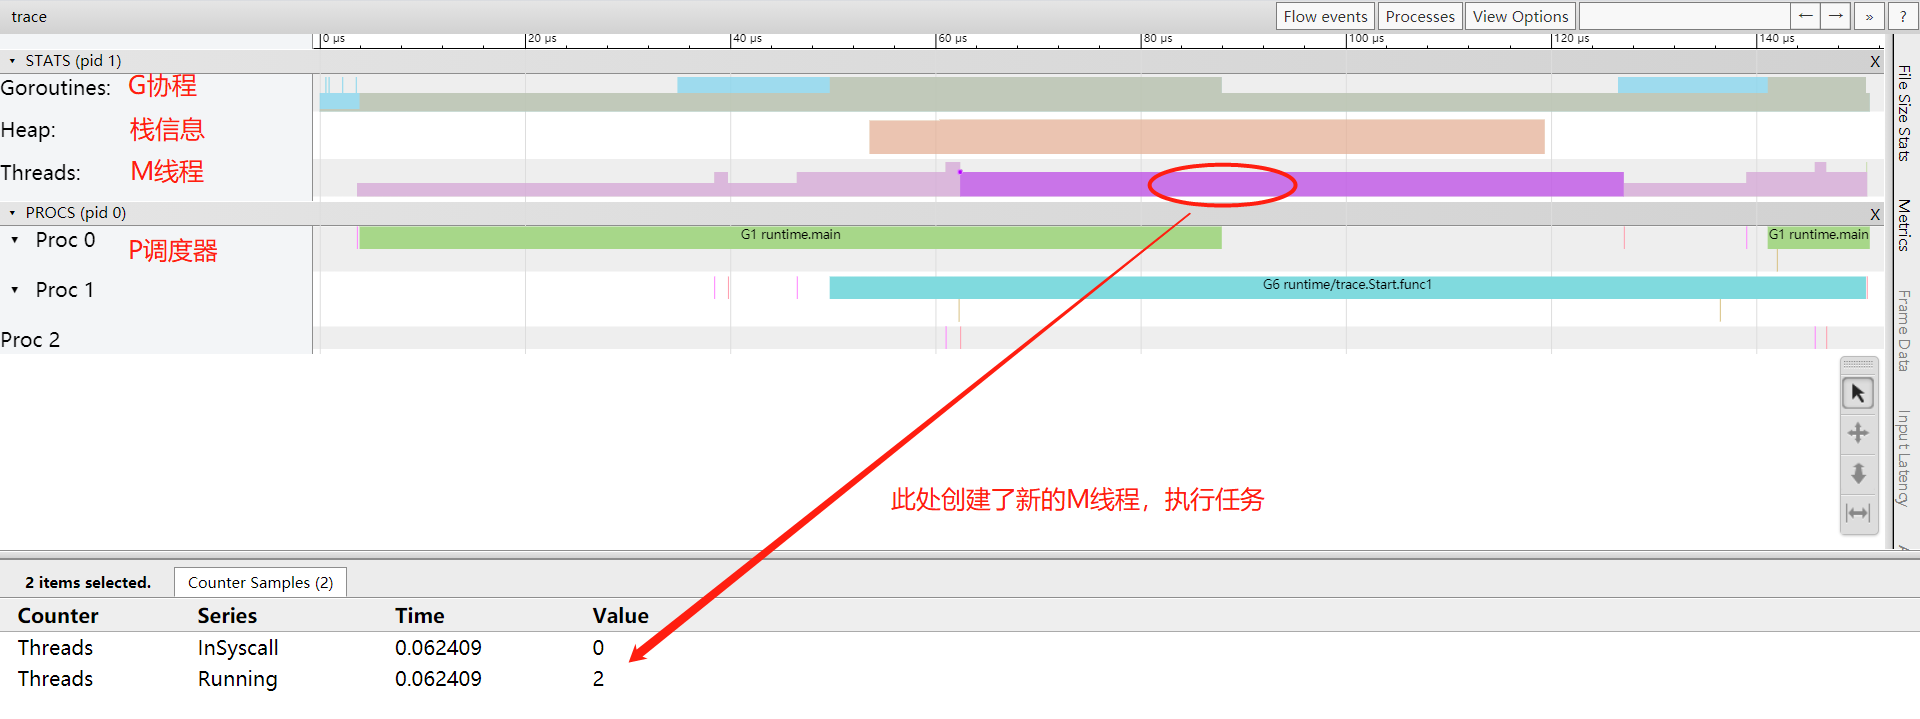 trace
Flow events
Processes
View Options
←
→
»
?
0 μs
20 μs
40 μs
60 μs
80 μs
100 μs
120 μs
140 μs
STATS (pid 1)
X
Goroutines:
G协程
Heap:
栈信息
Threads:
M线程
PROCS (pid 0)
X
Proc 0
P调度器
G1 runtime.main
G1 runtime.main
Proc 1
G6 runtime/trace.Start.func1
Proc 2
File Size Stats
Metrics
Frame Data
Input Latency
此处创建了新的M线程，执行任务
2 items selected.
Counter Samples (2)
Counter Series Time Value
Threads InSyscall 0.062409 0
Threads Running 0.062409 2